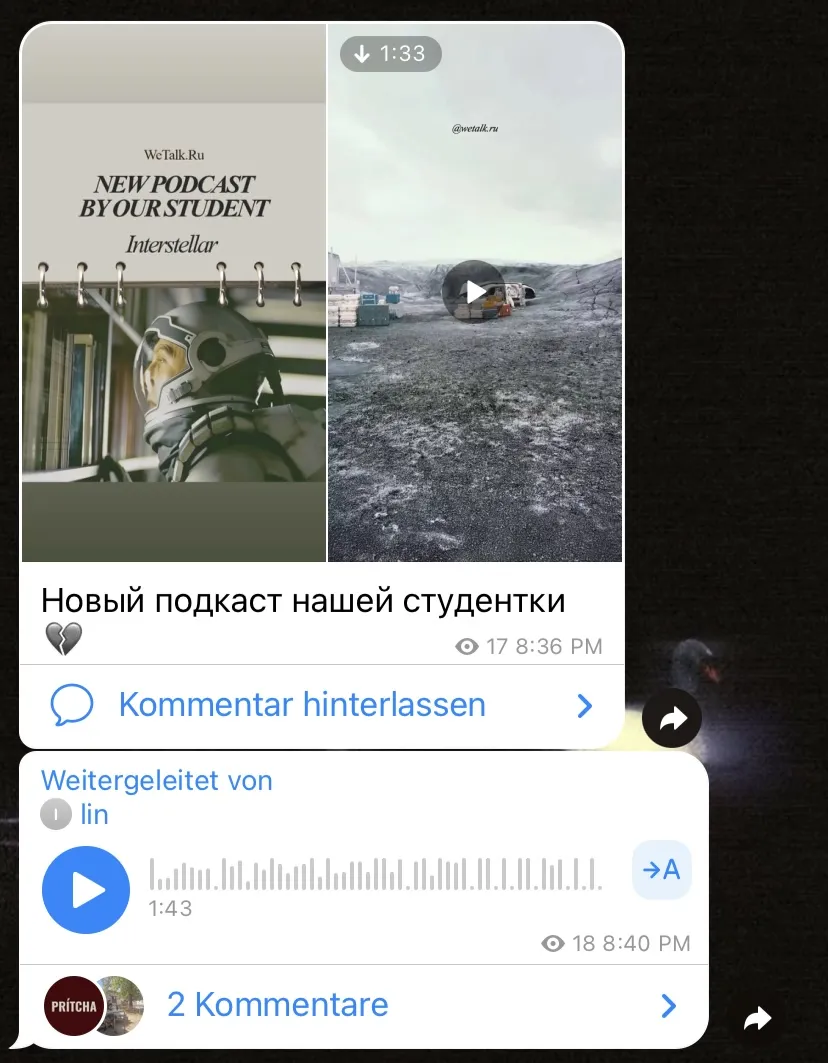 1:33
@wetalk.ru
WeTalk.Ru
NEW PODCAST
BY OUR STUDENT
Interstellar
Новый подкаст нашей студентки
💔
17 8:36 PM
Kommentar hinterlassen
Weitergeleitet von
l lin
1:43
→A
18 8:40 PM
PRÍTCHA
2 Kommentare